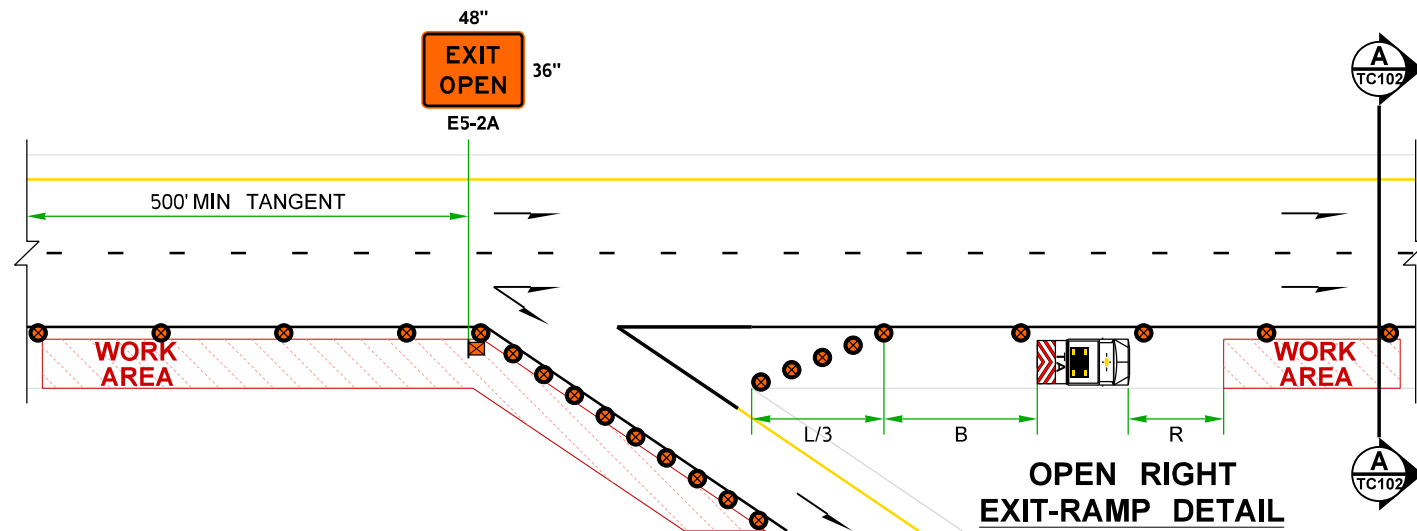 48"
EXIT
OPEN
36"
E5-2A
A
TC102
500' MIN TANGENT
WORK
AREA
WORK
AREA
L/3
B
R
OPEN RIGHT
EXIT-RAMP DETAIL
A
TC102